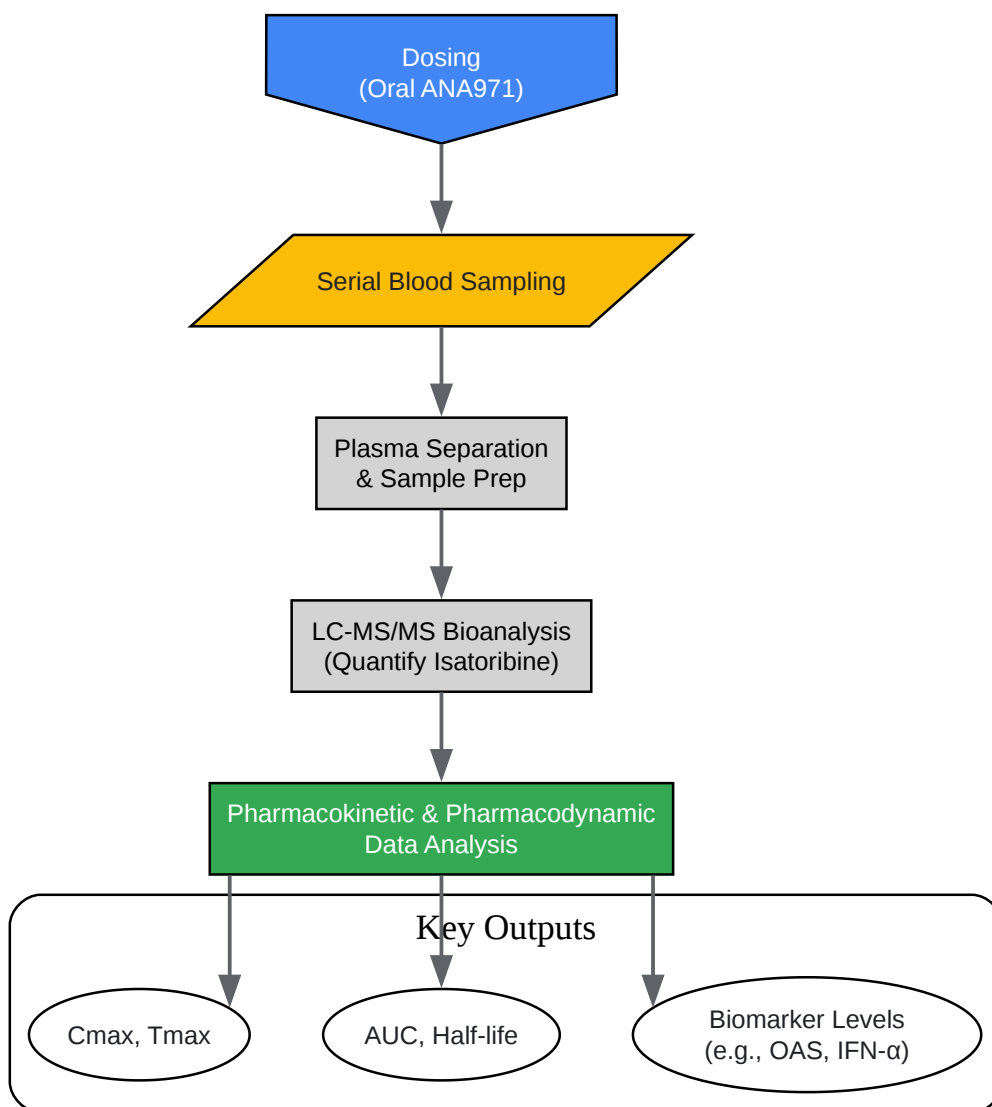 Dosing
(Oral ANA971)
Serial Blood Sampling
Plasma Separation
& Sample Prep
LC-MS/MS Bioanalysis
(Quantify Isatoribine)
Pharmacokinetic & Pharmacodynamic
Data Analysis
Key Outputs
Cmax, Tmax
AUC, Half-life
Biomarker Levels
(e.g., OAS, IFN-α)